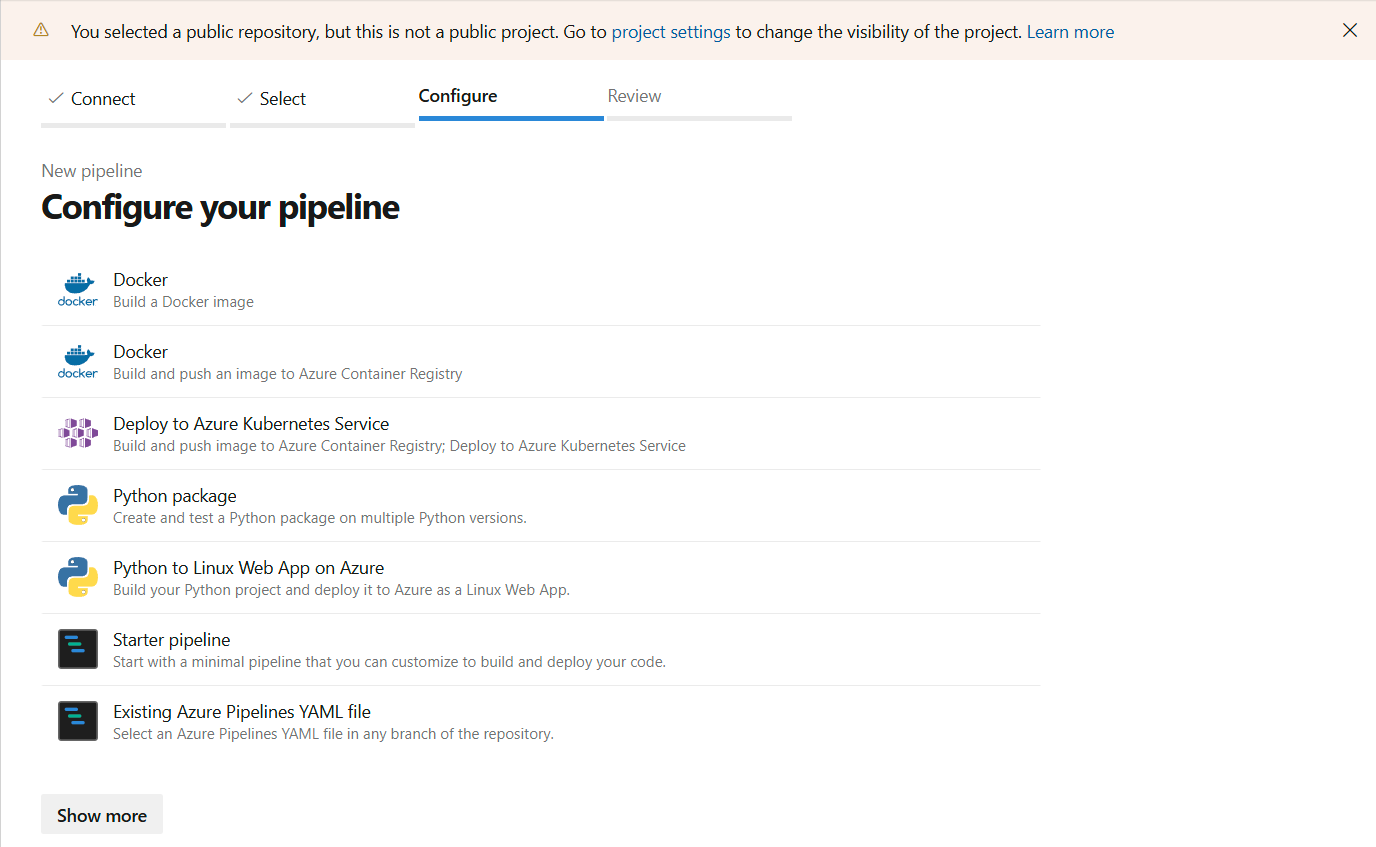 You selected a public repository, but this is not a public project. Go to project settings to change the visibility of the project. Learn more
Connect
Select
Configure
Review
New pipeline
Configure your pipeline
docker
Docker
Build a Docker image
docker
Docker
Build and push an image to Azure Container Registry
Deploy to Azure Kubernetes Service
Build and push image to Azure Container Registry; Deploy to Azure Kubernetes Service
Python package
Create and test a Python package on multiple Python versions.
Python to Linux Web App on Azure
Build your Python project and deploy it to Azure as a Linux Web App.
Starter pipeline
Start with a minimal pipeline that you can customize to build and deploy your code.
Existing Azure Pipelines YAML file
Select an Azure Pipelines YAML file in any branch of the repository.
Show more